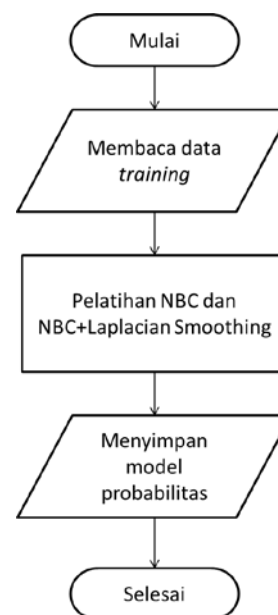 Mulai
Membaca data
training
Pelatihan NBC dan
NBC+Laplacian Smoothing
Menyimpan
model
probabilitas
Selesai